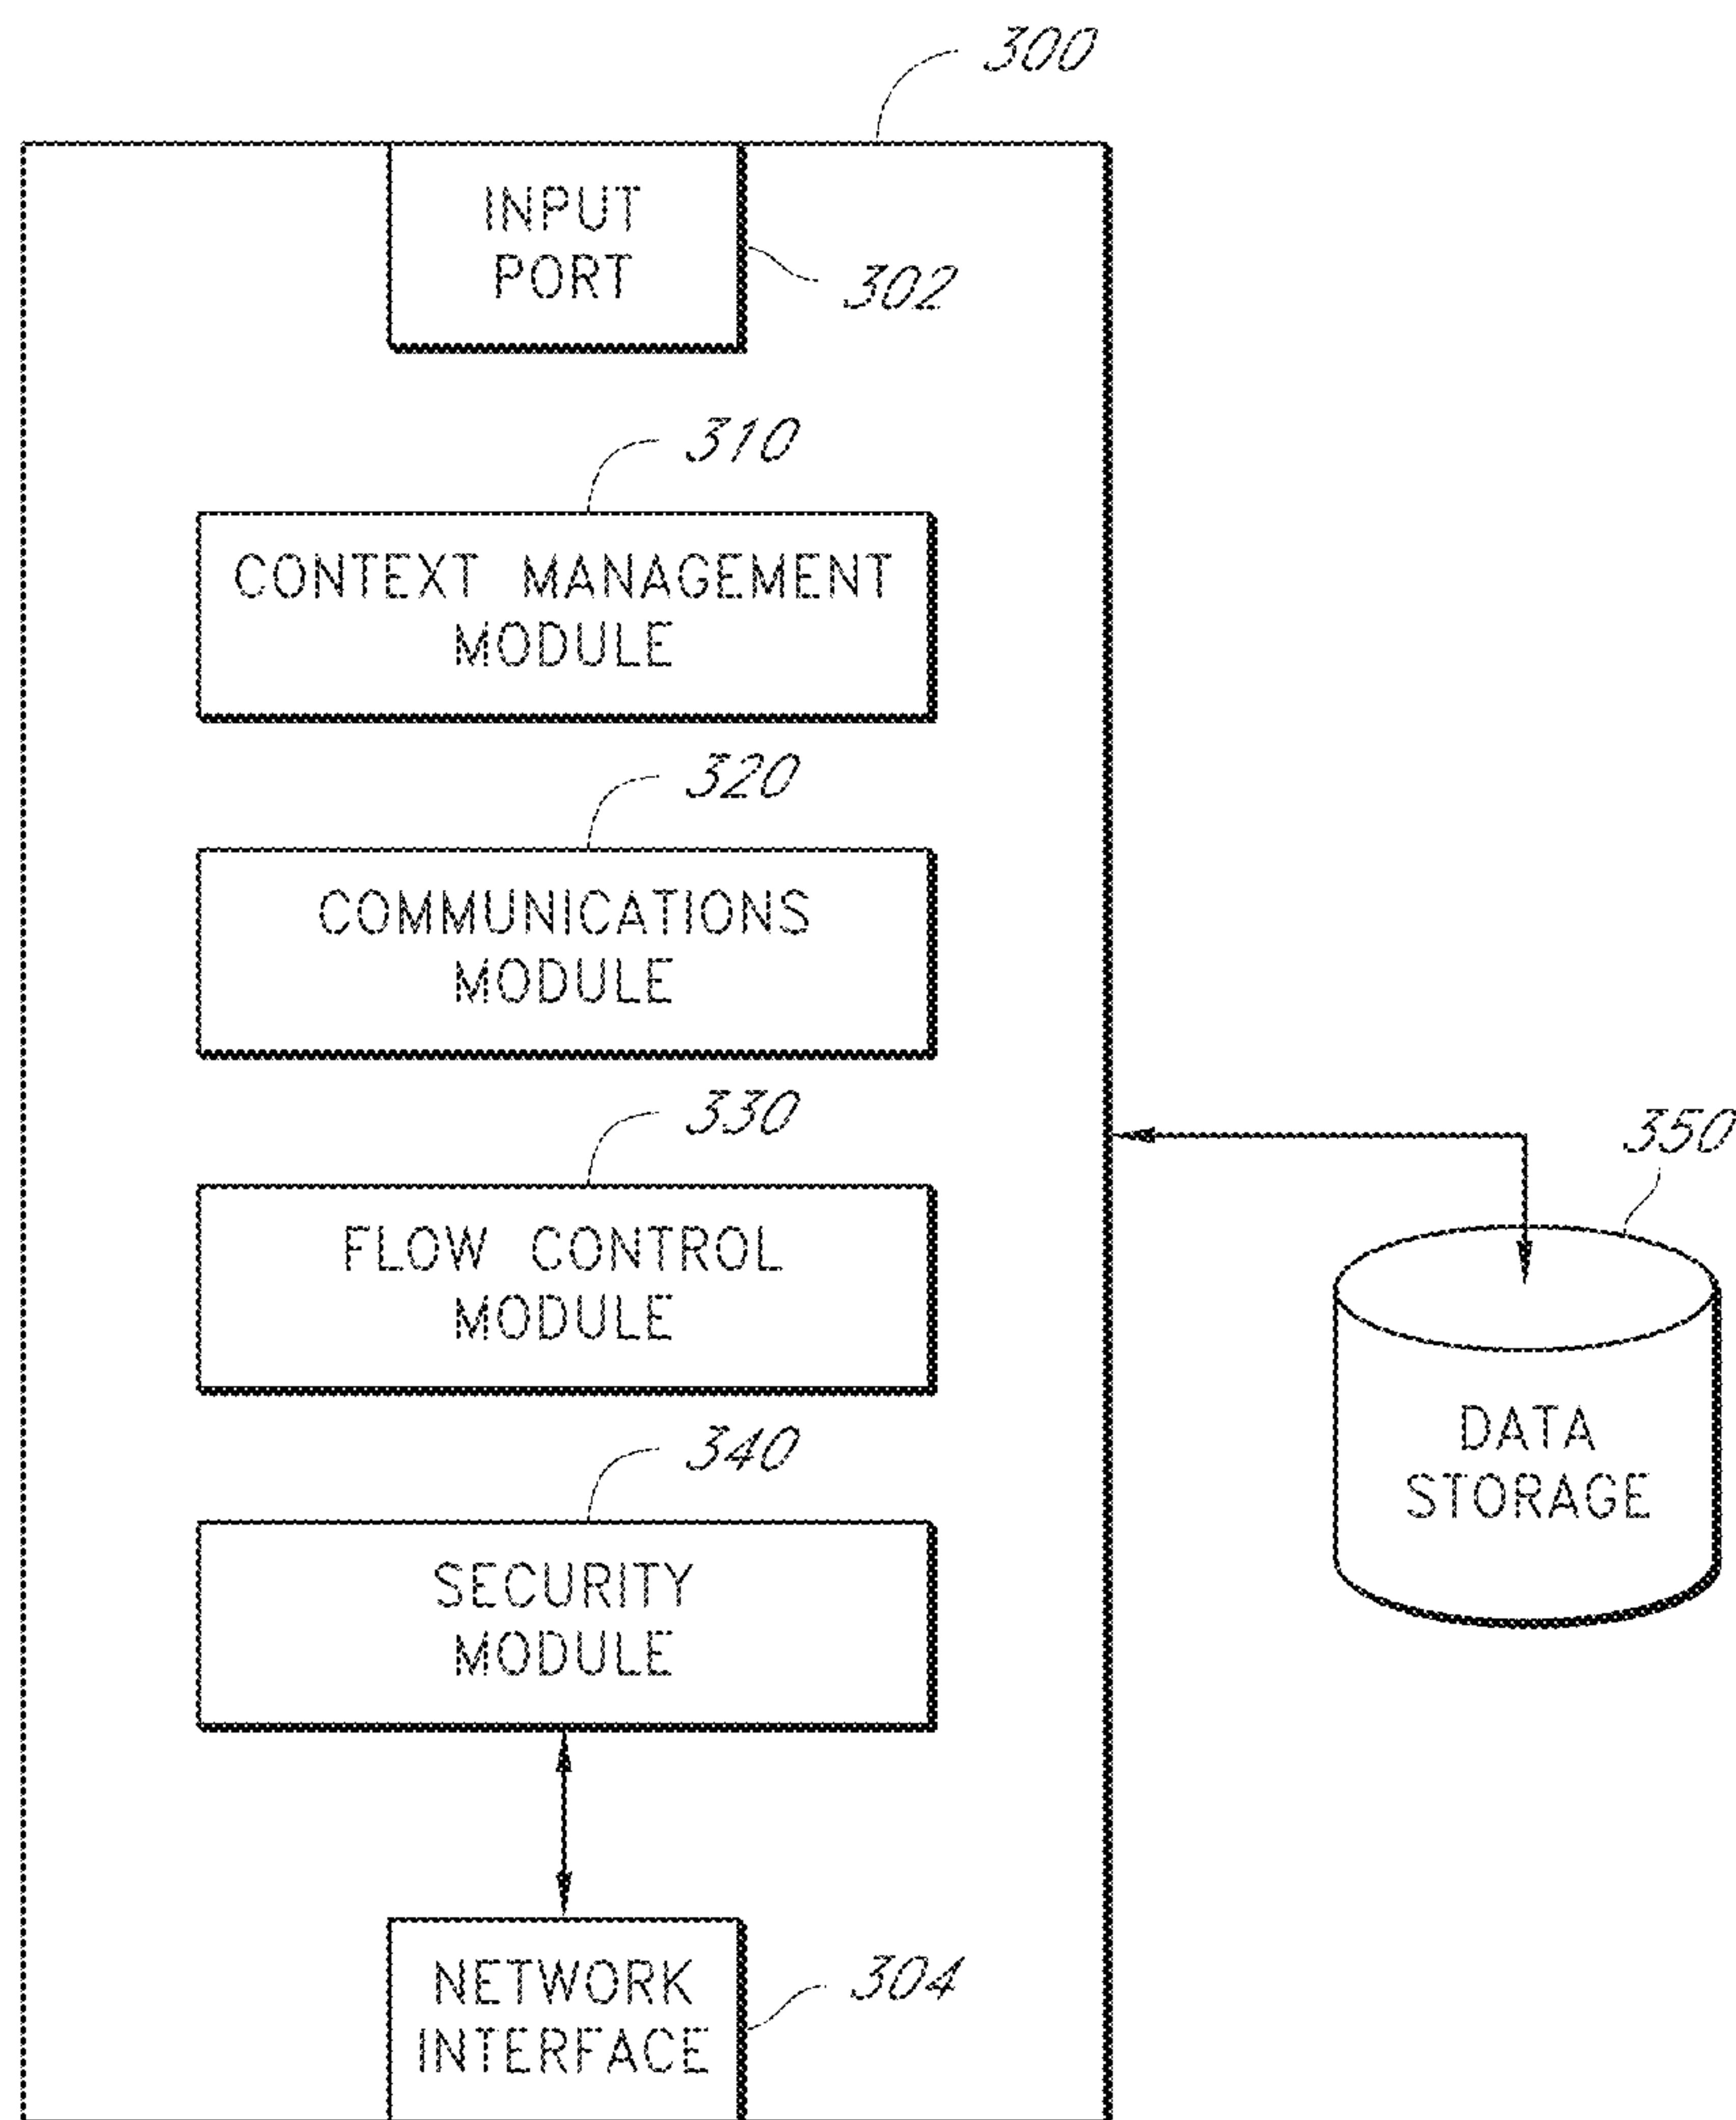 300
INPUT
PORT
302
310
CONTEXT MANAGEMENT
MODULE
320
COMMUNICATIONS
MODULE
330
FLOW CONTROL
MODULE
350
340
DATA
STORAGE
SECURITY
MODULE
NETWORK
INTERFACE
304